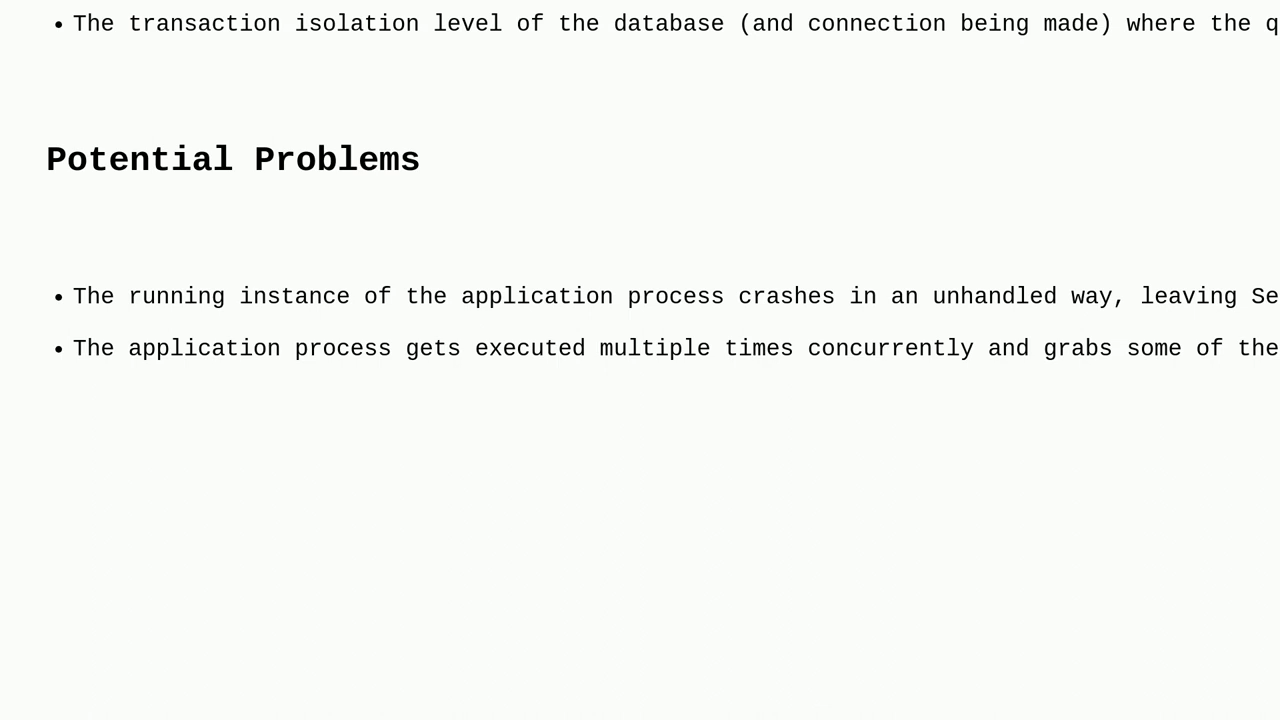 • The transaction isolation level of the database (and connection being made) where the q
Potential Problems
• The running instance of the application process crashes in an unhandled way, leaving Se
• The application process gets executed multiple times concurrently and grabs some of the